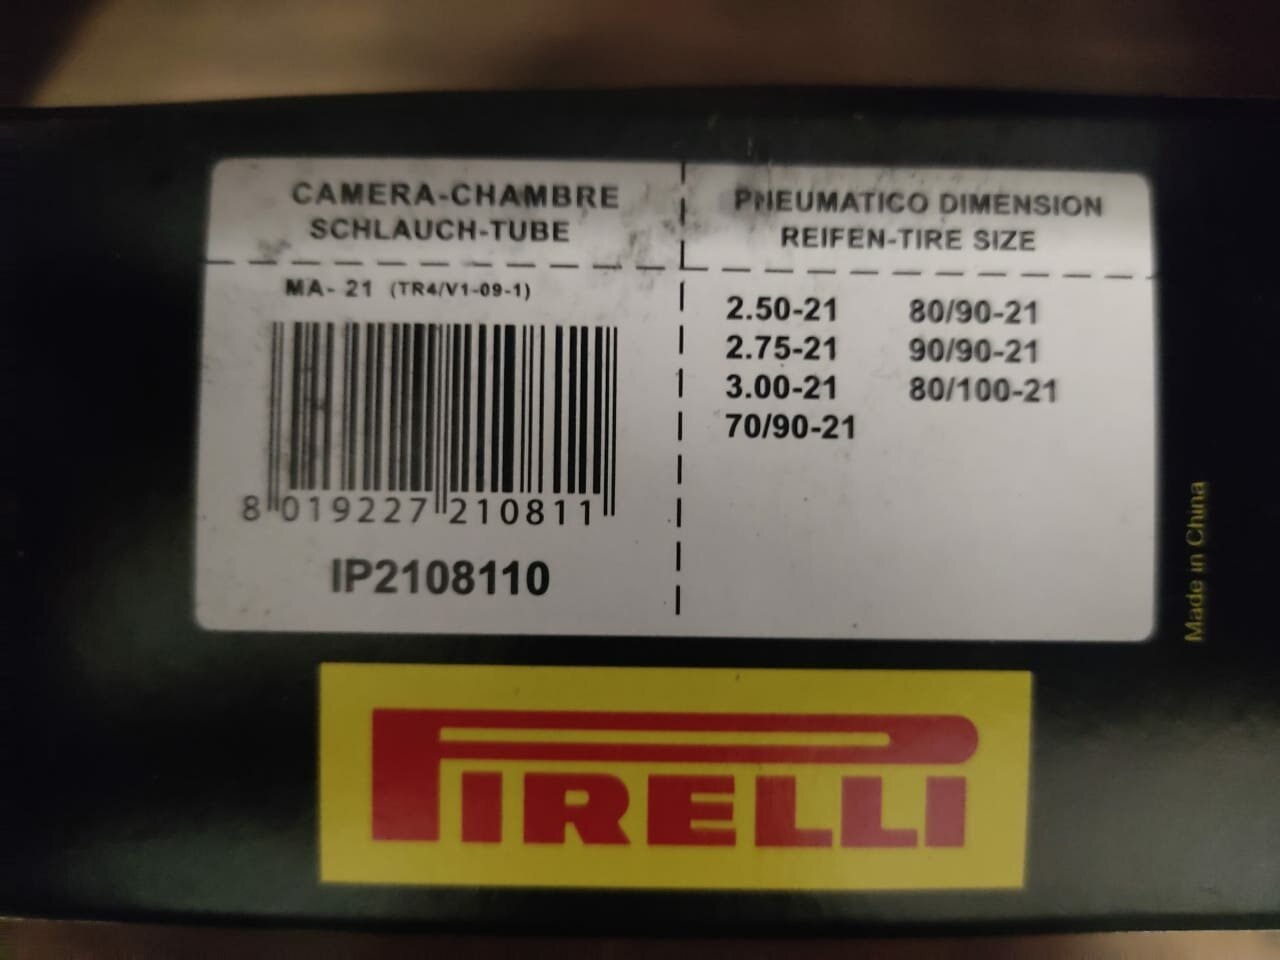 CAMERA-CHAMBRE
SCHLAUCH-TUBE
MA- 21 (TR4/V1-09-1)
8 019227 210811
IP2108110
PNEUMATICO DIMENSION
REIFEN-TIRE SIZE
2.50-21 80/90-21
2.75-21 90/90-21
3.00-21 80/100-21
70/90-21
Made in China
PIRELLI